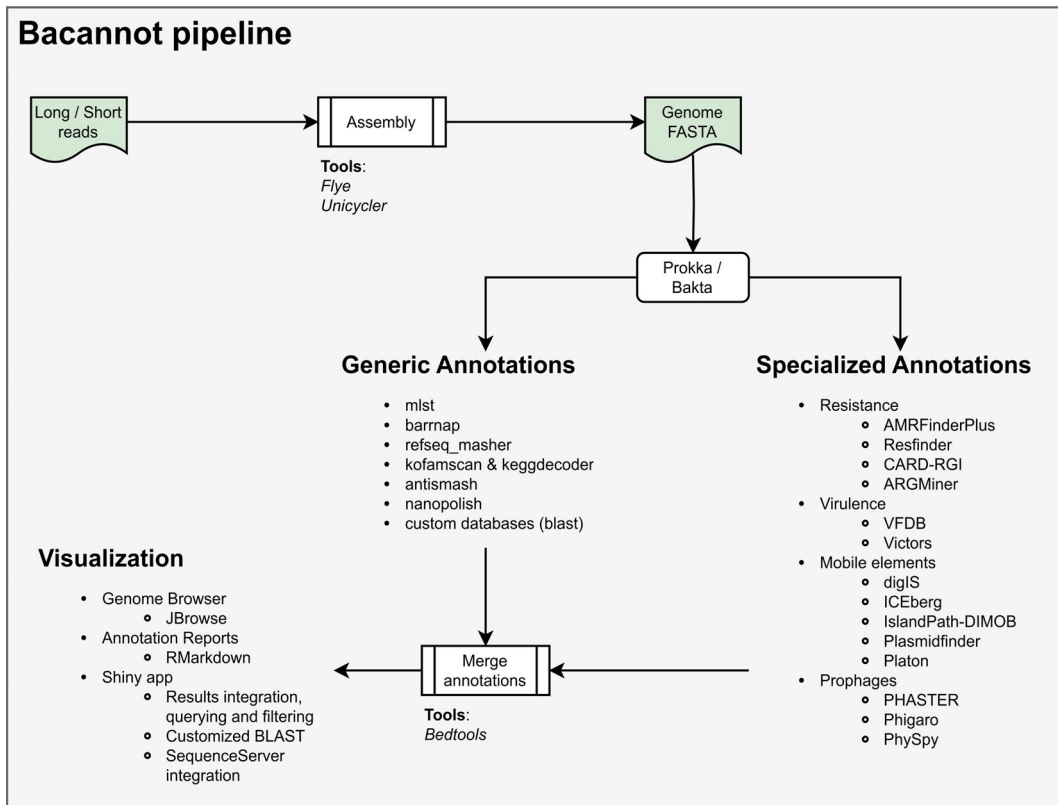 Bacannot pipeline
Long / Short
reads
Assembly
Tools:
Flye
Unicycler
Genome
FASTA
Prokka /
Bakta
Generic Annotations
• mlst
• barrnap
• refseq_masher
• kofamscan & keggdecoder
• antismash
• nanopolish
• custom databases (blast)
Specialized Annotations
• Resistance
AMRFinderPlus
Resfinder
CARD-RGI
ARGMiner
• Virulence
VFDB
Victors
• Mobile elements
digIS
ICEberg
IslandPath-DIMOB
Plasmidfinder
Platon
• Prophages
PHASTER
Phigaro
PhySpy
Merge
annotations
Tools:
Bedtools
Visualization
• Genome Browser
JBrowse
• Annotation Reports
RMarkdown
• Shiny app
Results integration,
querying and filtering
Customized BLAST
SequenceServer
integration